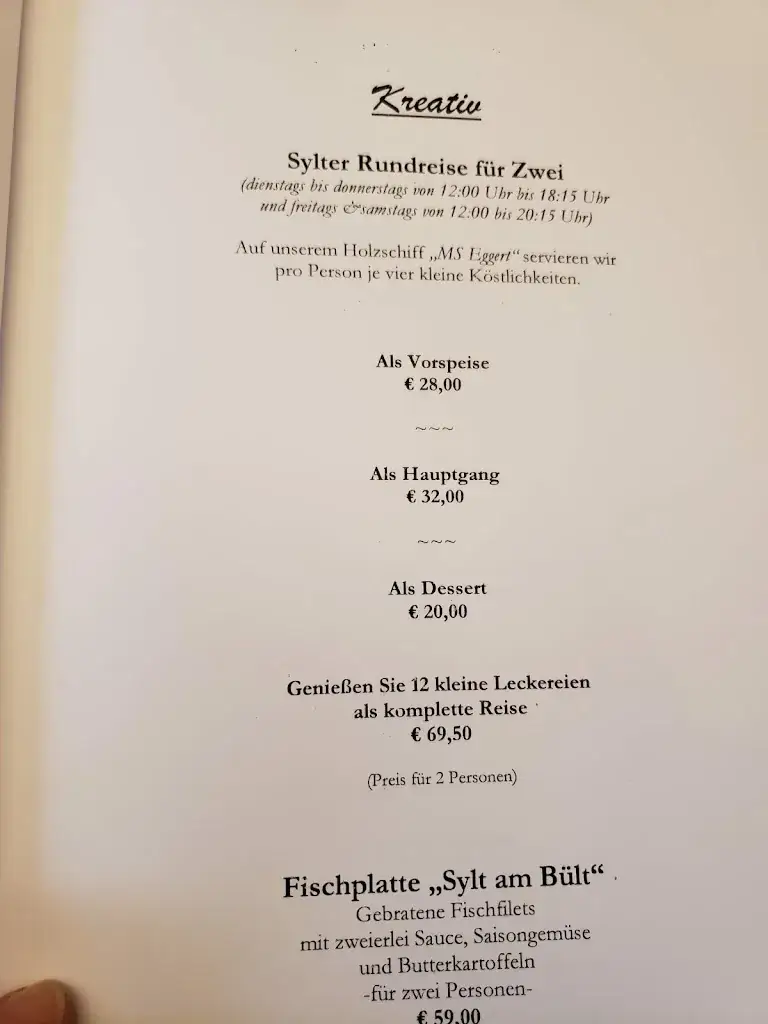 Kreativ
Sylter Rundreise für Zwei
(dienstags bis donnerstags von 12:00 Uhr bis 18:15 Uhr
und freitags & samstags von 12:00 bis 20:15 Uhr)
Auf unserem Holzschiff „MS Eggert“ servieren wir
pro Person je vier kleine Köstlichkeiten.
Als Vorspeise
€ 28,00
~~~
Als Hauptgang
€ 32,00
~~~
Als Dessert
€ 20,00
Genießen Sie 12 kleine Leckereien
als komplette Reise
€ 69,50
(Preis für 2 Personen)
Fischplatte „Sylt am Bült“
Gebratene Fischfilets
mit zweierlei Sauce, Saisongemüse
und Butterkartoffeln
-für zwei Personen-
€ 59,00